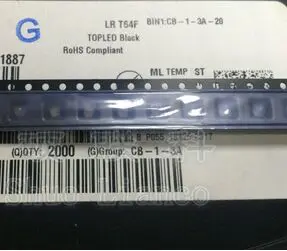 G
LR T64F BIN1:CB-1-3A-20
TOPLED Black
RoHS Compliant
1887
ML TEMP ST
(Q)QTY: 2000 (G)Group: CB-1-3A